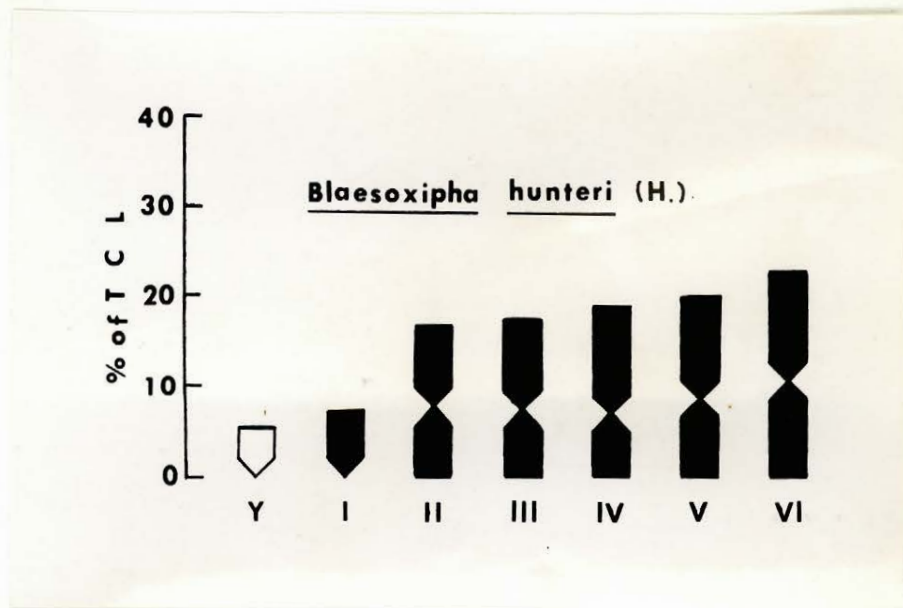 40
Blaesoxipha hunteri (H.)
30
20
10
0
% of T C L
Y I II III IV V VI